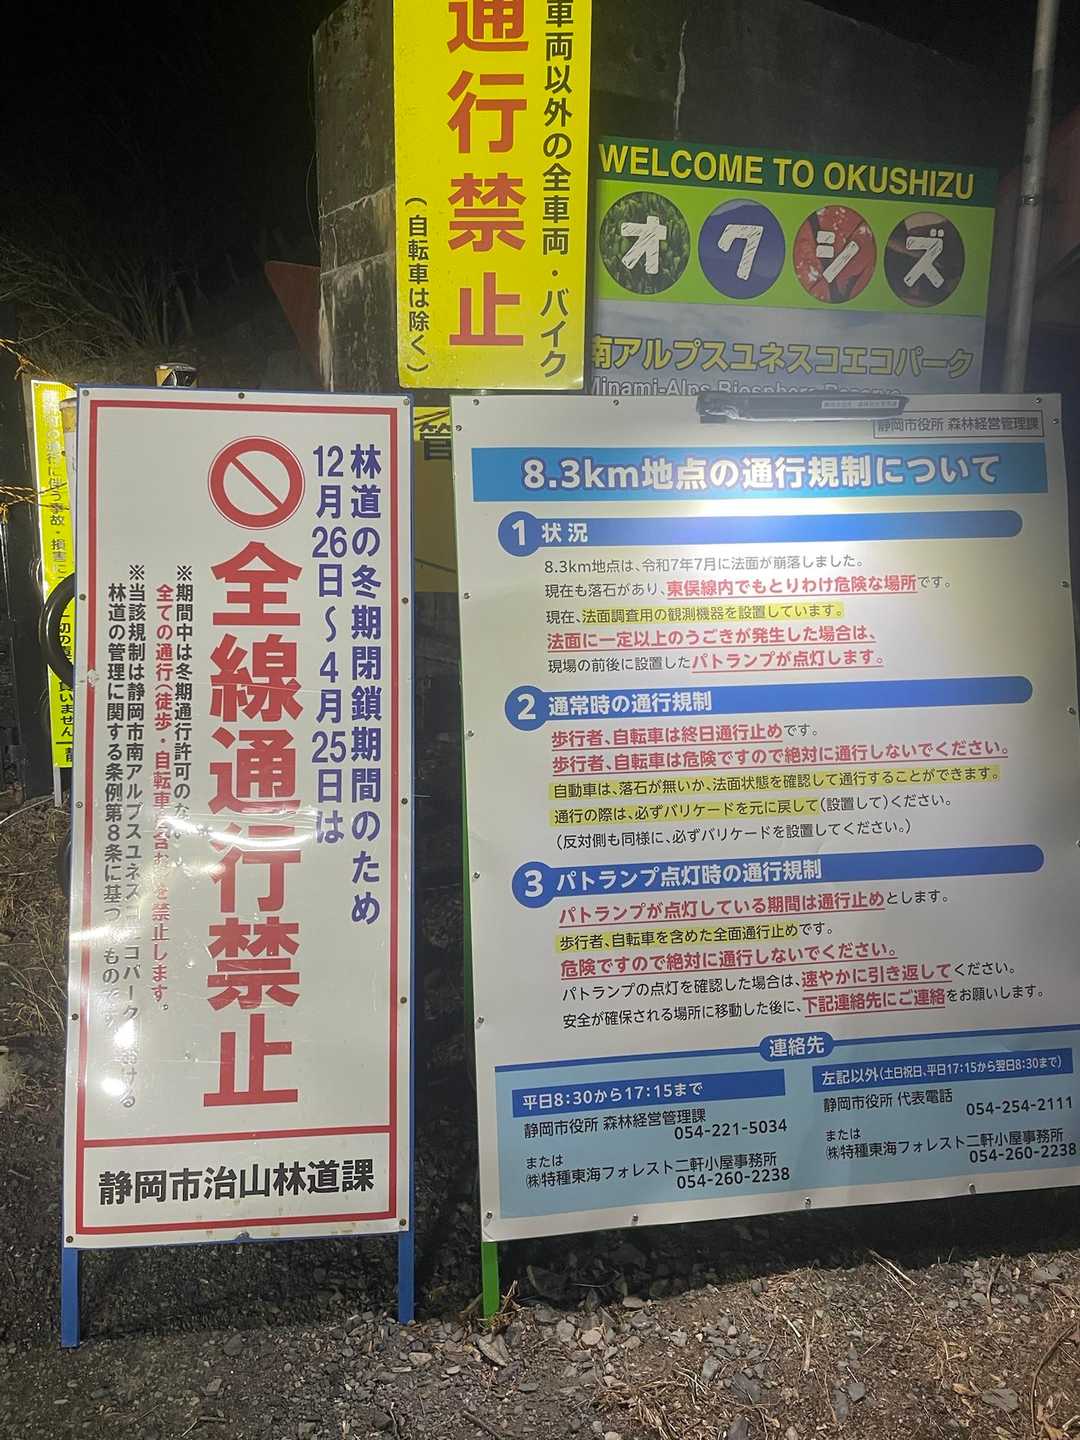 車両以外の全車両・バイク
通行禁止
(自転車は除く)
WELCOME TO OKUSHIZU
オクシズ
南アルプスユネスコエコパーク
Minami-Alps Biosphere Reserve
管
林道の冬期閉鎖期間のため
12月26日～4月25日は
全線通行禁止
※期間中は冬期通行許可のない
全ての通行(徒歩・自転車 含む)を禁止します。
※当該規制は静岡市南アルプスユネスコエコパークにおける
林道の管理に関する条例第8条に基づくものです
静岡市治山林道課
静岡市役所 森林経営管理課
8.3km地点の通行規制について
1 状況
8.3km地点は、令和7年7月に法面が崩落しました。
現在も落石があり、東俣線内でもとりわけ危険な場所です。
現在、法面調査用の観測機器を設置しています。
法面に一定以上のうごきが発生した場合は、
現場の前後に設置したパトランプが点灯します。
2 通常時の通行規制
歩行者、自転車は終日通行止めです。
歩行者、自転車は危険ですので絶対に通行しないでください。
自動車は、落石が無いか、法面状態を確認して通行することができます。
通行の際は、必ずバリケードを元に戻して(設置して)ください。
(反対側も同様に、必ずバリケードを設置してください。)
3 パトランプ点灯時の通行規制
パトランプが点灯している期間は通行止めとします。
歩行者、自転車を含めた全面通行止めです。
危険ですので絶対に通行しないでください。
パトランプの点灯を確認した場合は、速やかに引き返してください。
安全が確保される場所に移動した後に、下記連絡先にご連絡をお願いします。
連絡先
平日8:30から17:15まで
静岡市役所 森林経営管理課
054-221-5034
または
㈱特種東海フォレスト二軒小屋事務所
054-260-2238
左記以外(土日祝日、平日17:15から翌日8:30まで)
静岡市役所 代表電話
054-254-2111
または
㈱特種東海フォレスト二軒小屋事務所
054-260-2238